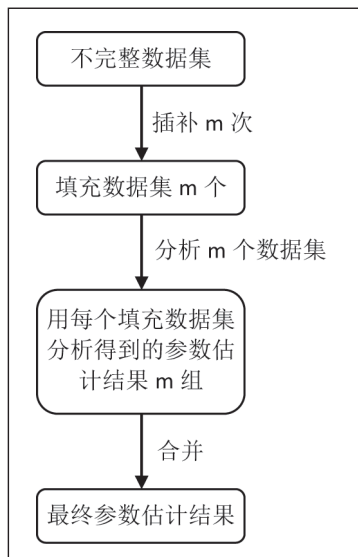 不完整数据集
插补 m 次
填充数据集 m 个
分析 m 个数据集
用每个填充数据集
分析得到的参数估
计结果 m 组
合并
最终参数估计结果